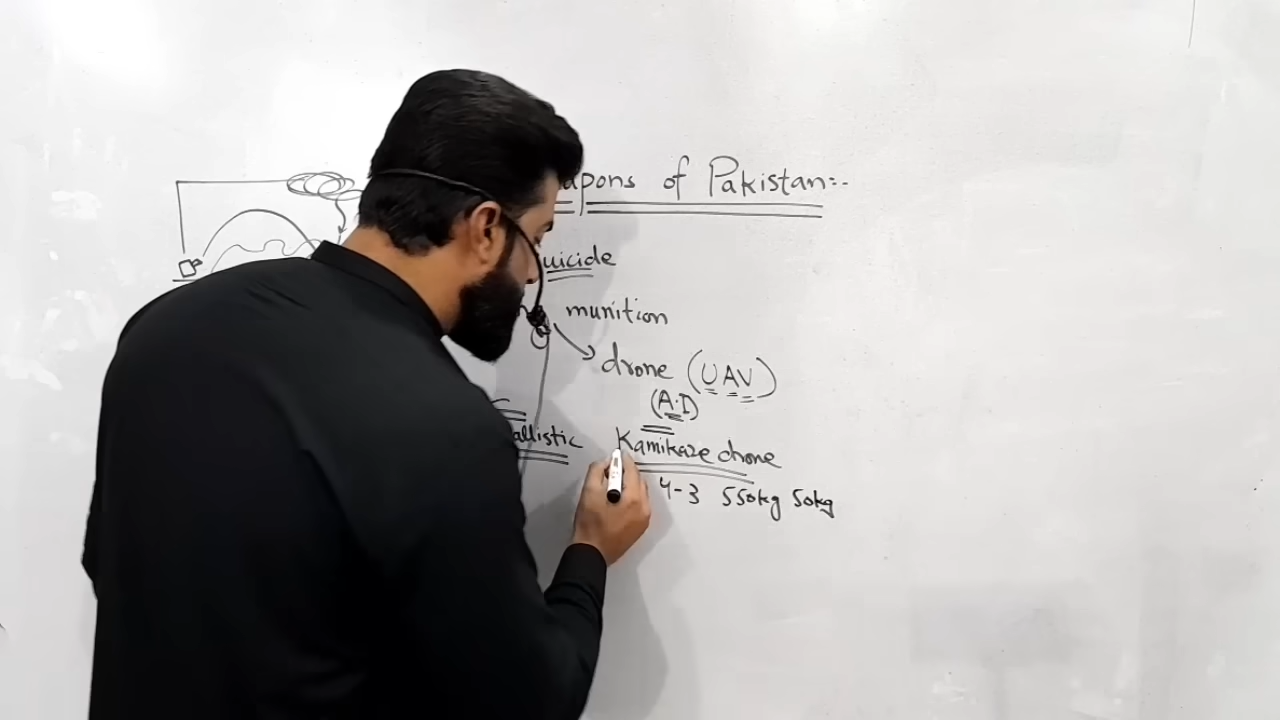 apons of Pakistan:-
uicide
munition
drone (UAV)
(A.I)
allistic Kamikaze drone
4-3 550kg 50kg